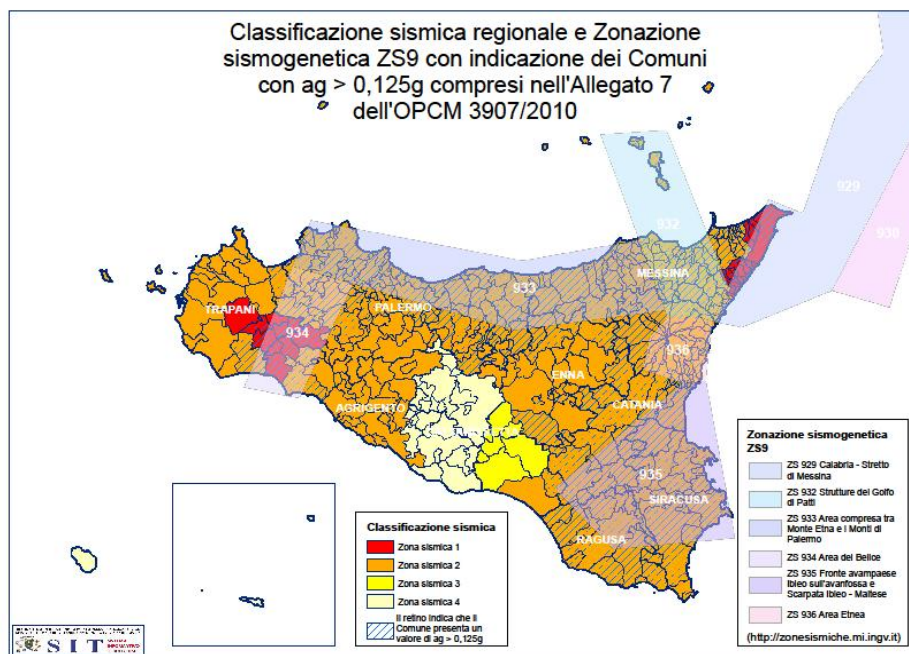 Classificazione sismica regionale e Zonazione
sismogenetica ZS9 con indicazione dei Comuni
con ag > 0,125g compresi nell'Allegato 7
dell'OPCM 3907/2010
929
930
932
MESSINA
933
TRAPANI
PALERMO
934
936
ENNA
AGRIGENTO
CATANIA
935
SIRACUSA
RAGUSA
Classificazione sismica
Zona sismica 1
Zona sismica 2
Zona sismica 3
Zona sismica 4
Il retino indica che il
Comune presenta un
valore di ag > 0,125g
Zonazione sismogenetica
ZS9
ZS 929 Calabria - Stretto
di Messina
ZS 932 Strutture del Golfo
di Patti
ZS 933 Area compresa tra
Monte Etna e i Monti di
Palermo
ZS 934 Area del Belice
ZS 935 Fronte avampaese
Ibleo sull'avanfossa e
Scarpata Ibleo - Maltese
ZS 936 Area Etnea
(http://zonesismiche.mi.ingv.it)
SIT